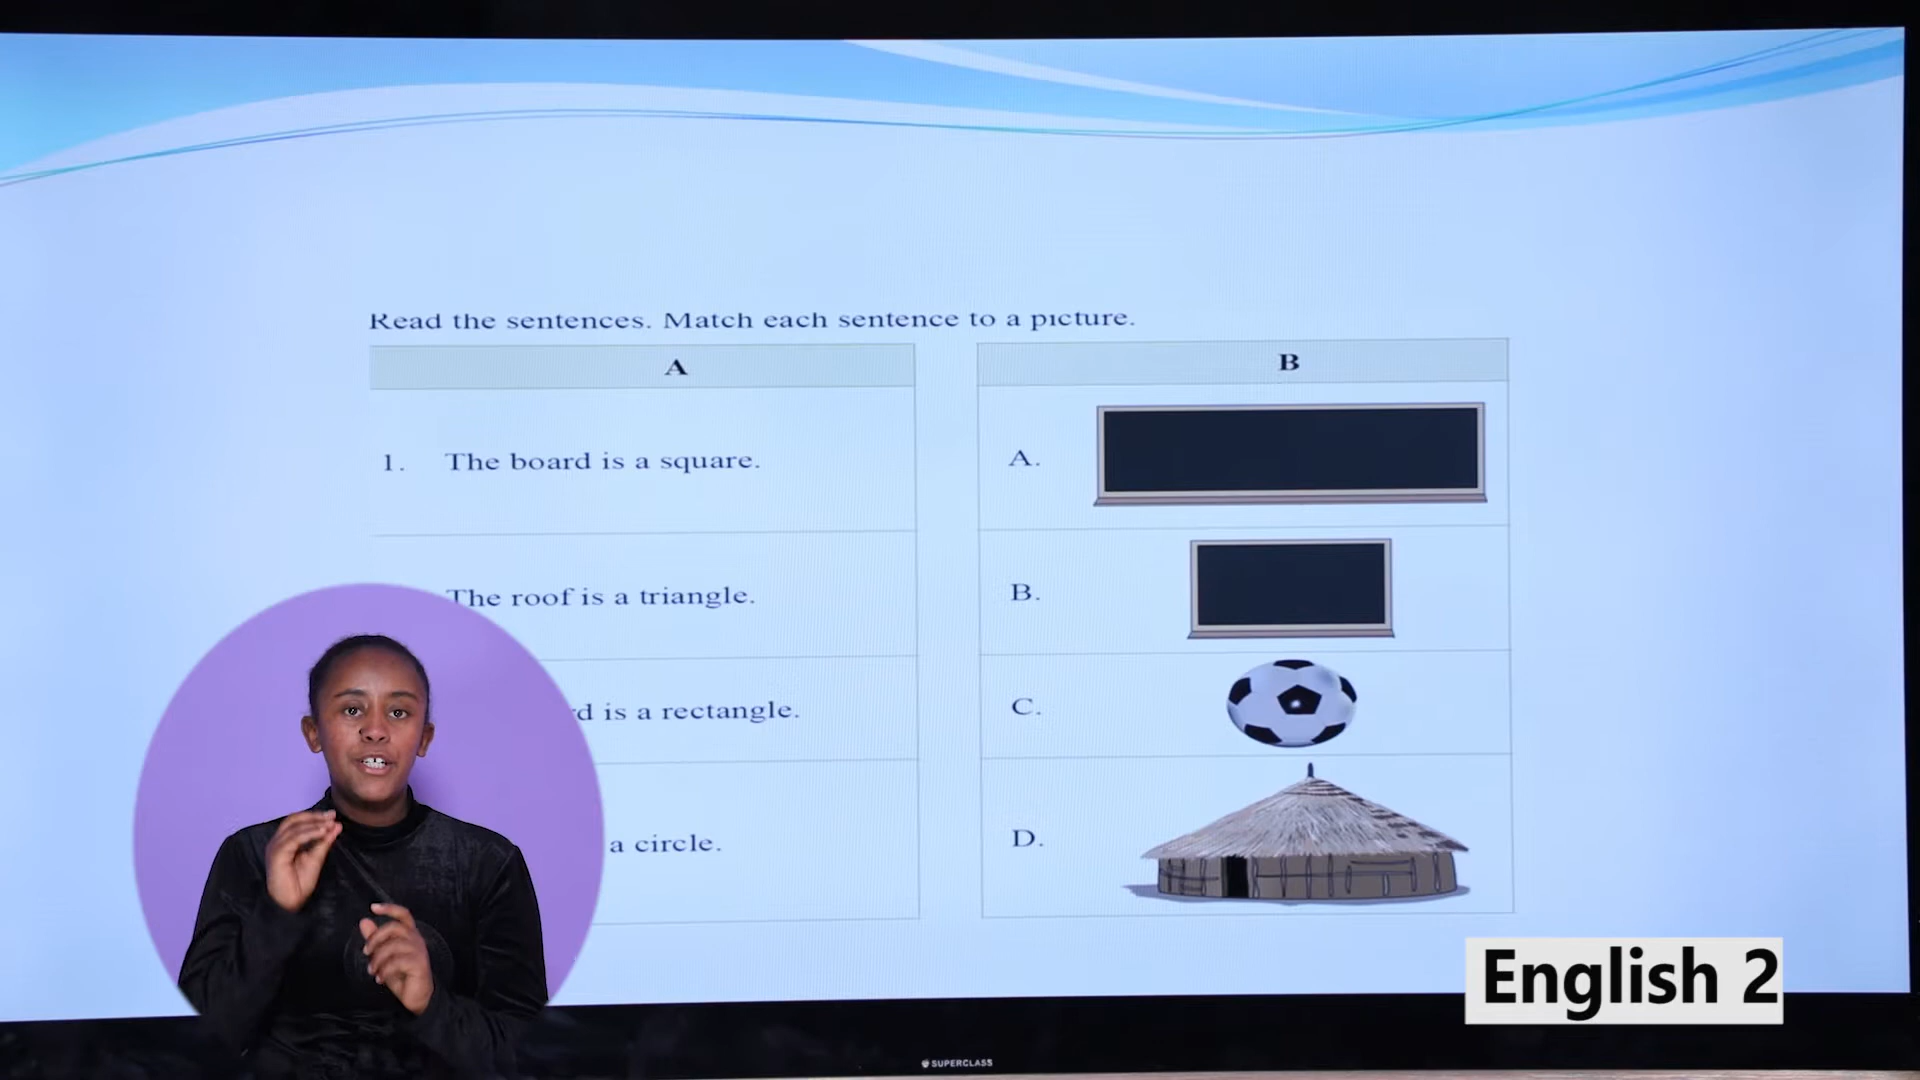 Read the sentences. Match each sentence to a picture.
A
B
1. The board is a square.
A.
The roof is a triangle.
B.
is a rectangle.
C.
a circle.
D.
English 2
SUPERCLASS